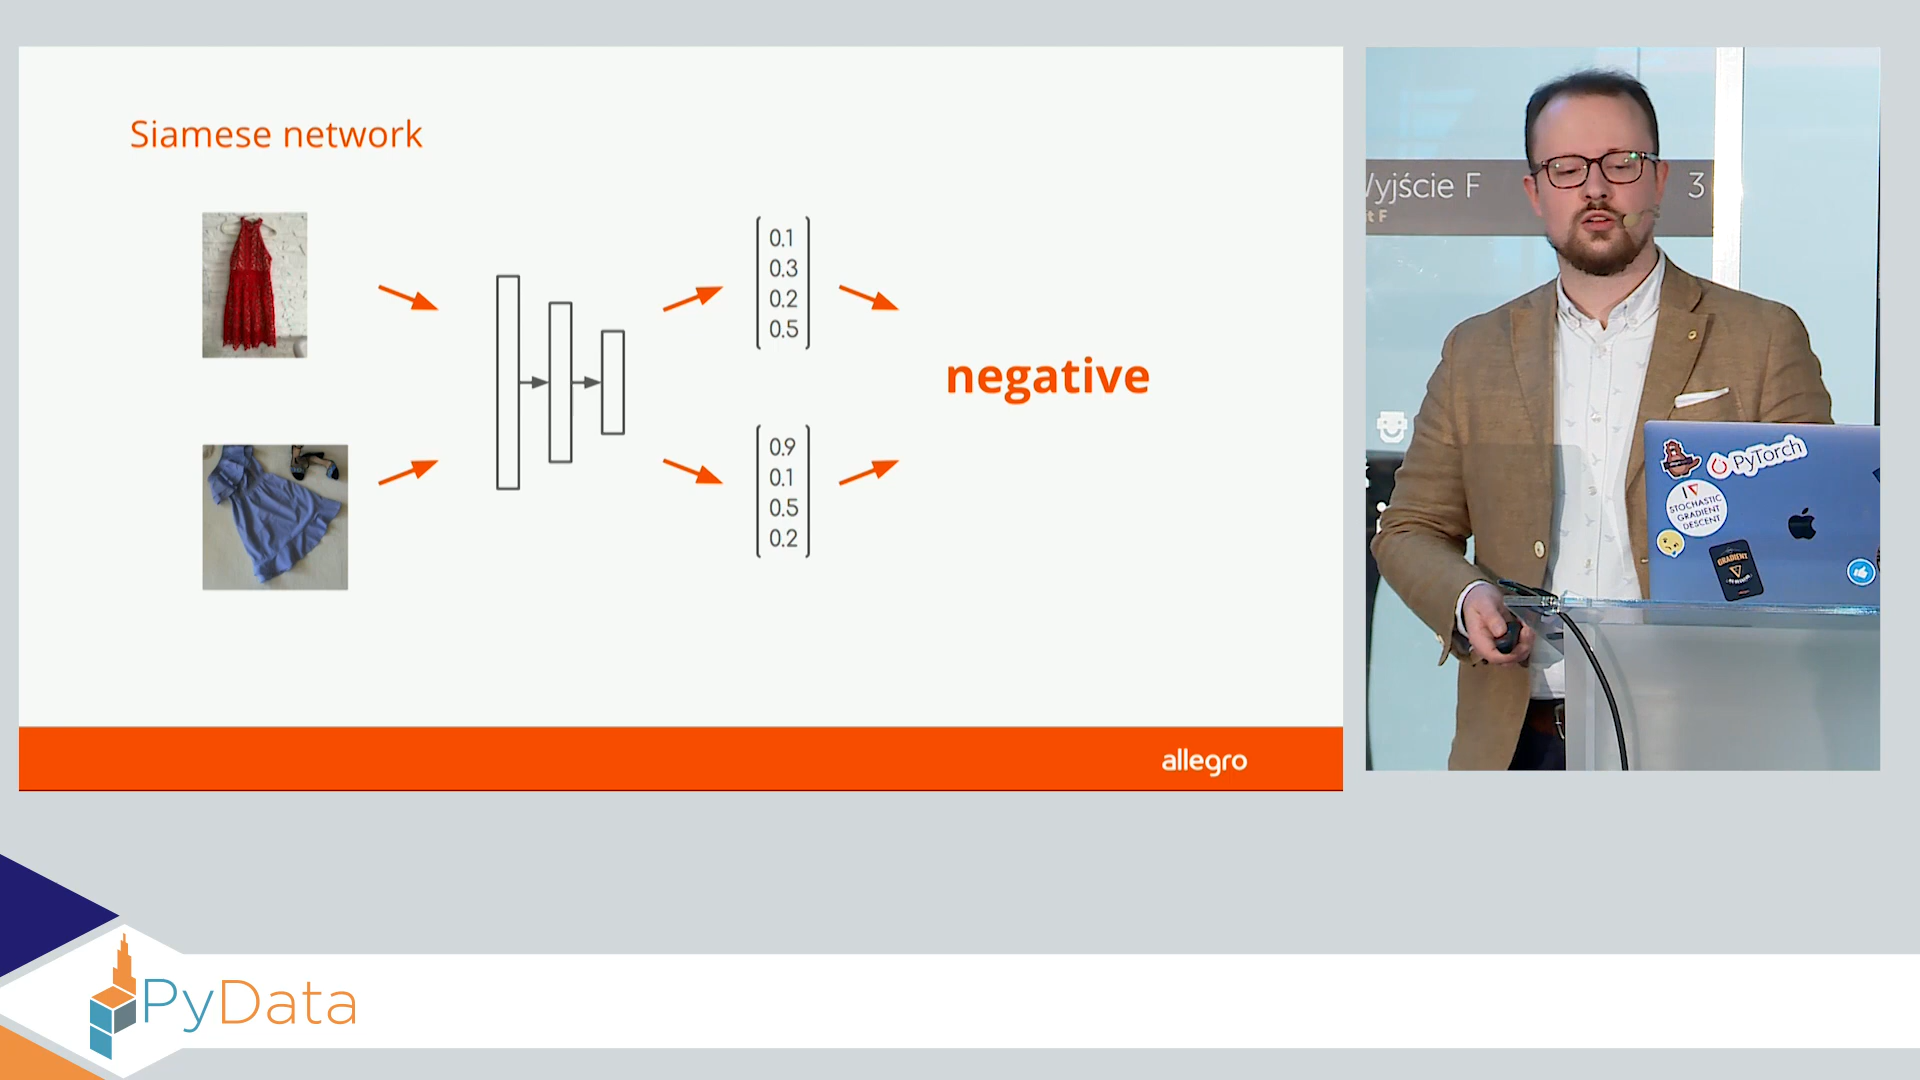 Siamese network
0.1
0.3
0.2
0.5
negative
0.9
0.1
0.5
0.2
allegro
Wyjście F
3
t F
PyTorch
I
STOCHASTIC
GRADIENT
DESCENT
GRADIENT
PyData